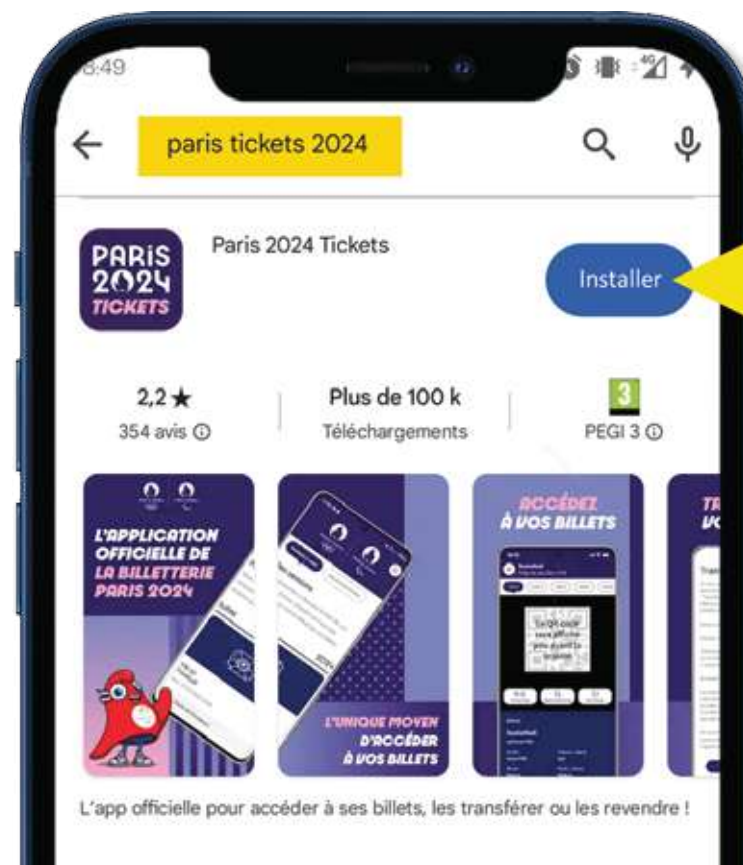 8:49
4G
paris tickets 2024
PARIS
2024
TICKETS
Paris 2024 Tickets
Installer
2,2 ★
354 avis
Plus de 100 k
Téléchargements
3
PEGI 3
L'APPLICATION
OFFICIELLE DE
LA BILLETTERIE
PARIS 2024
L'UNIQUE MOYEN
D'ACCÉDER
À VOS BILLETS
ACCÉDEZ
À VOS BILLETS
L'app officielle pour accéder à ses billets, les transférer ou les revendre !